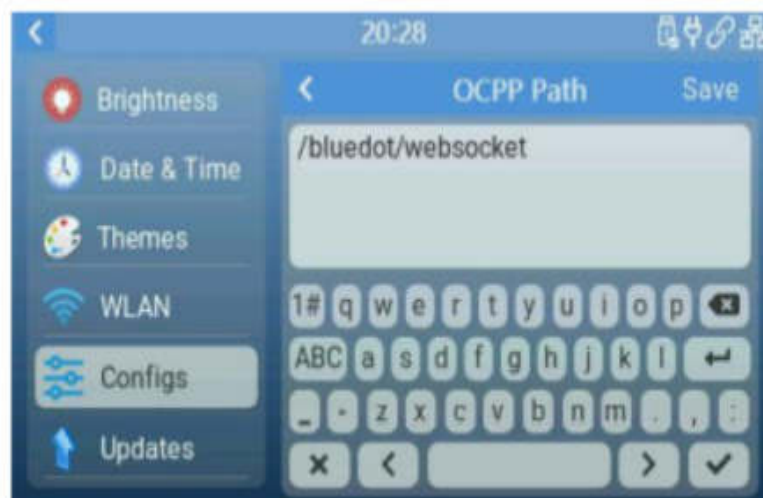 20:28
Brightness
Date & Time
Themes
WLAN
Configs
Updates
OCPP Path Save
/bluedot/websocket
1# q w e r t y u i o p
ABC a s d f g h j k l
_ - z x c v b n m . , :